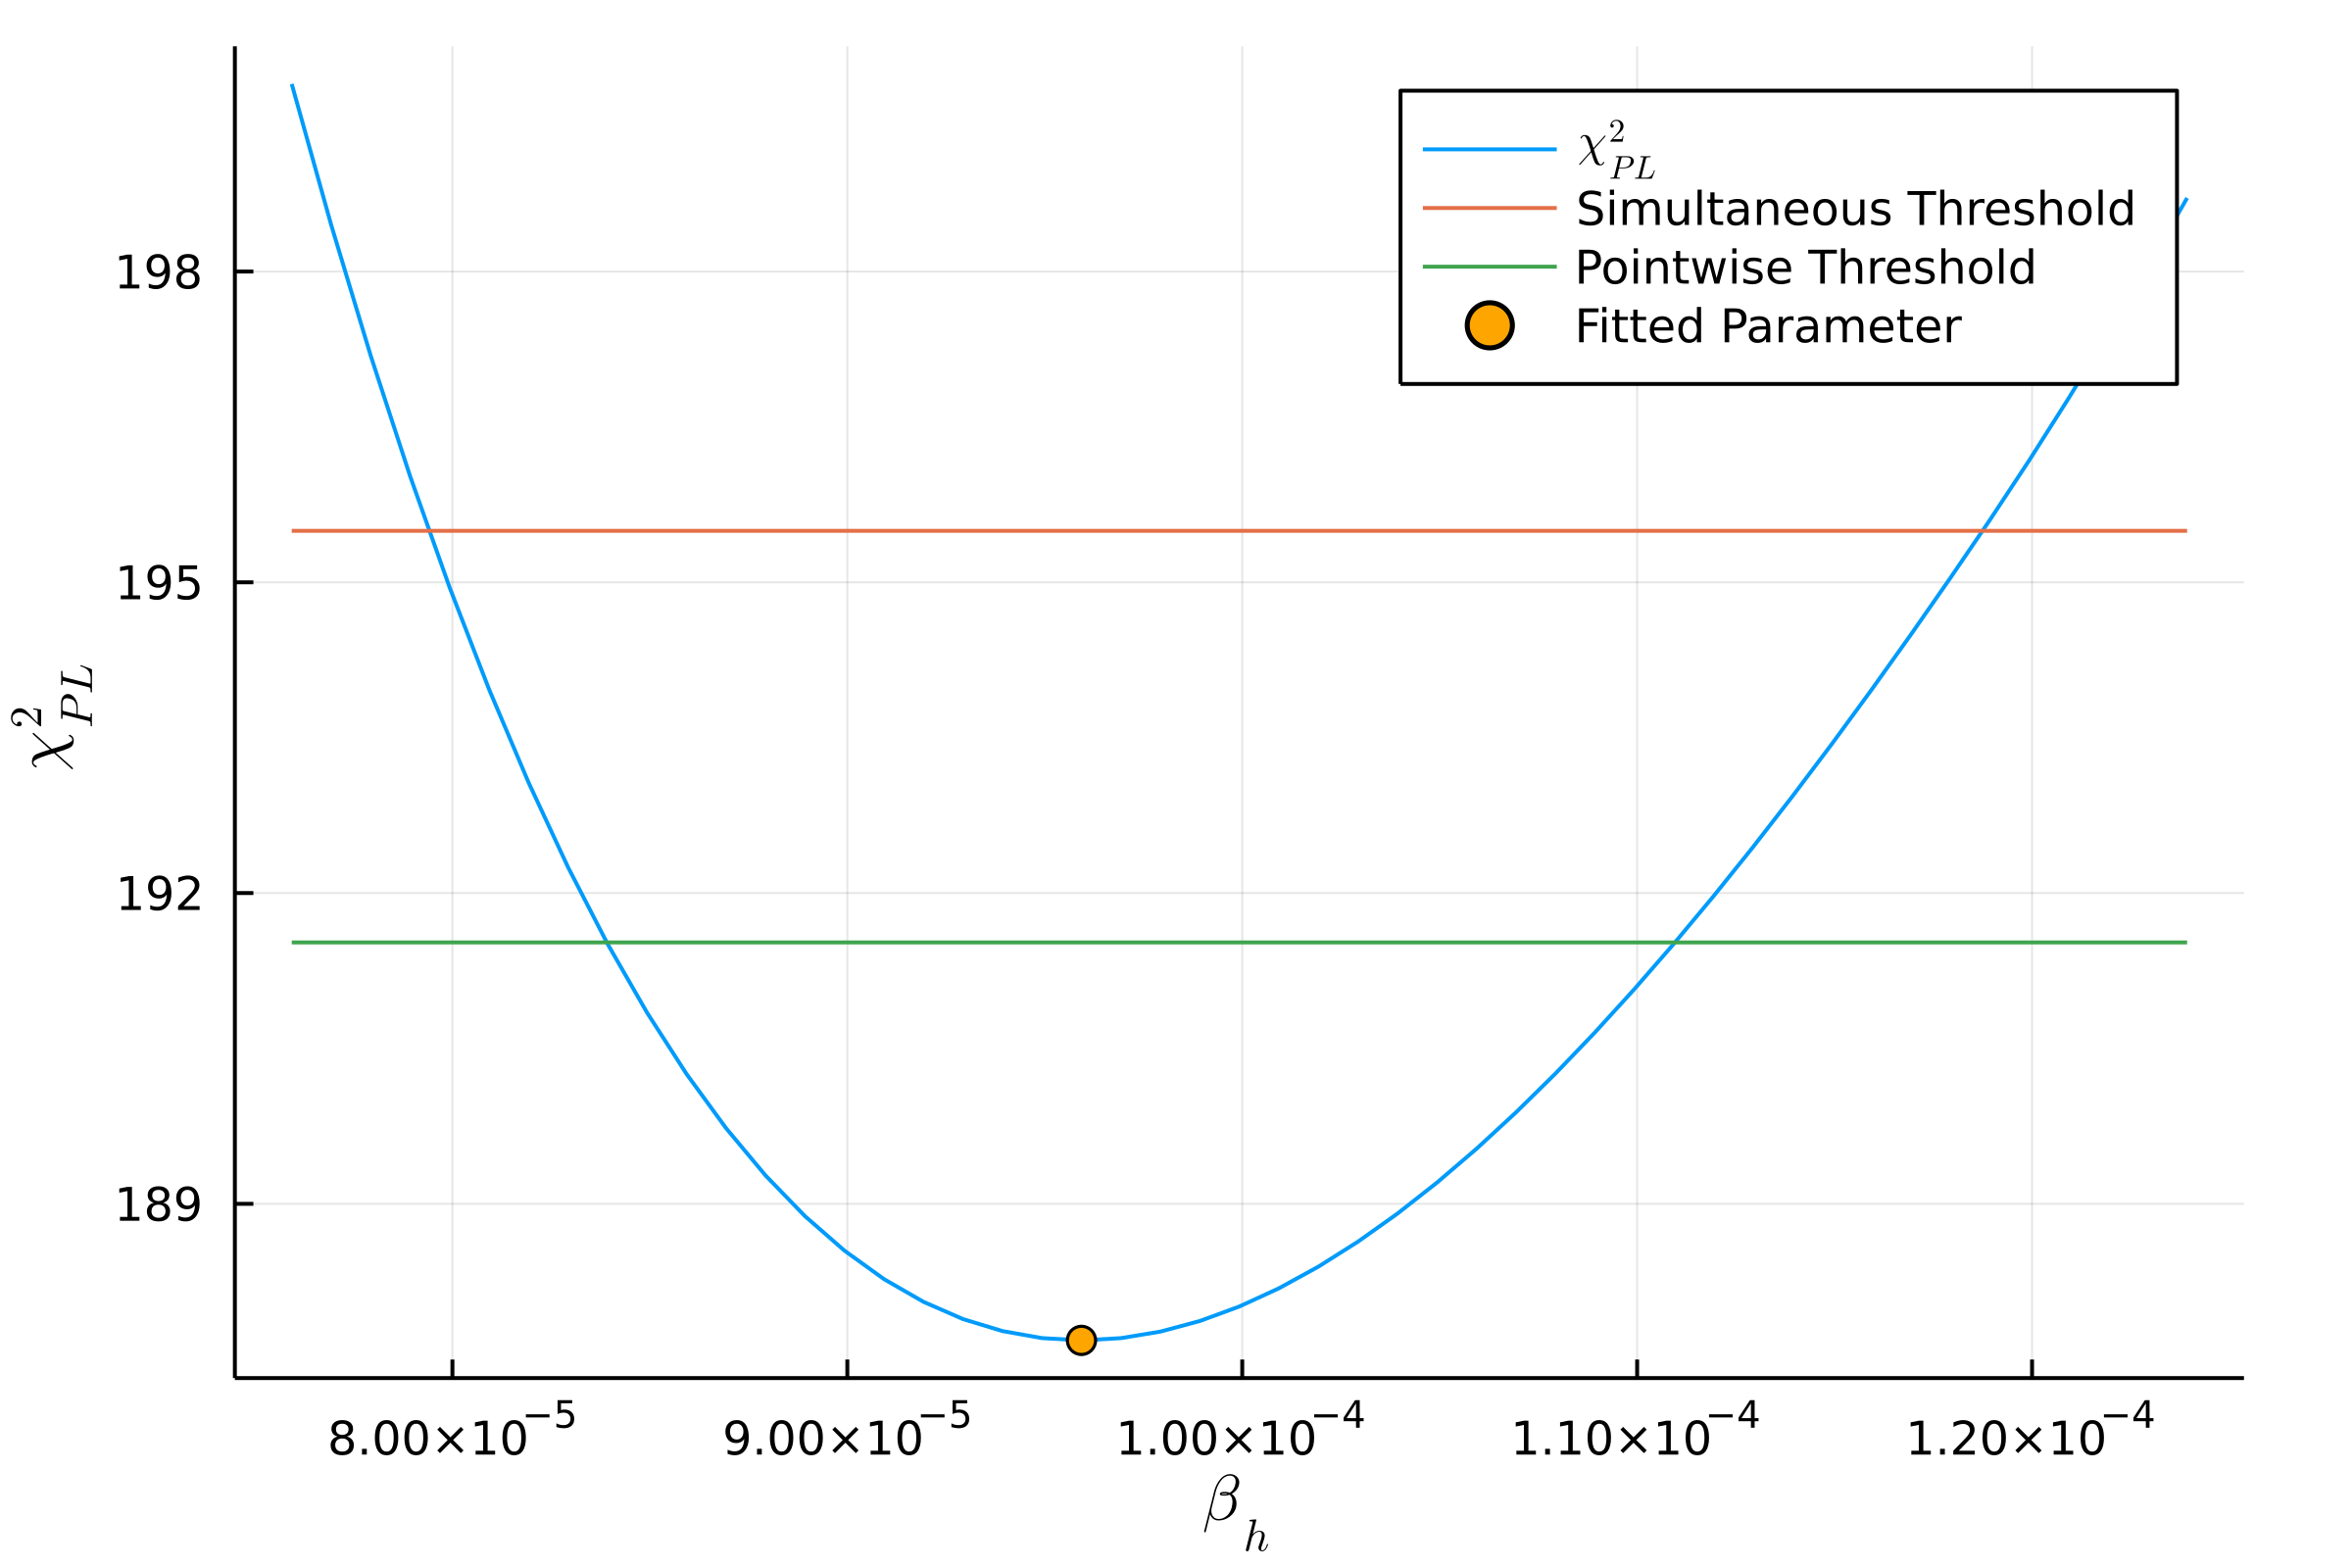 χ²_PL
Simultaneous Threshold
Pointwise Threshold
Fitted Parameter
198
195
192
189
χ²_PL
8.00×10⁻⁵
9.00×10⁻⁵
1.00×10⁻⁴
1.10×10⁻⁴
1.20×10⁻⁴
β_h